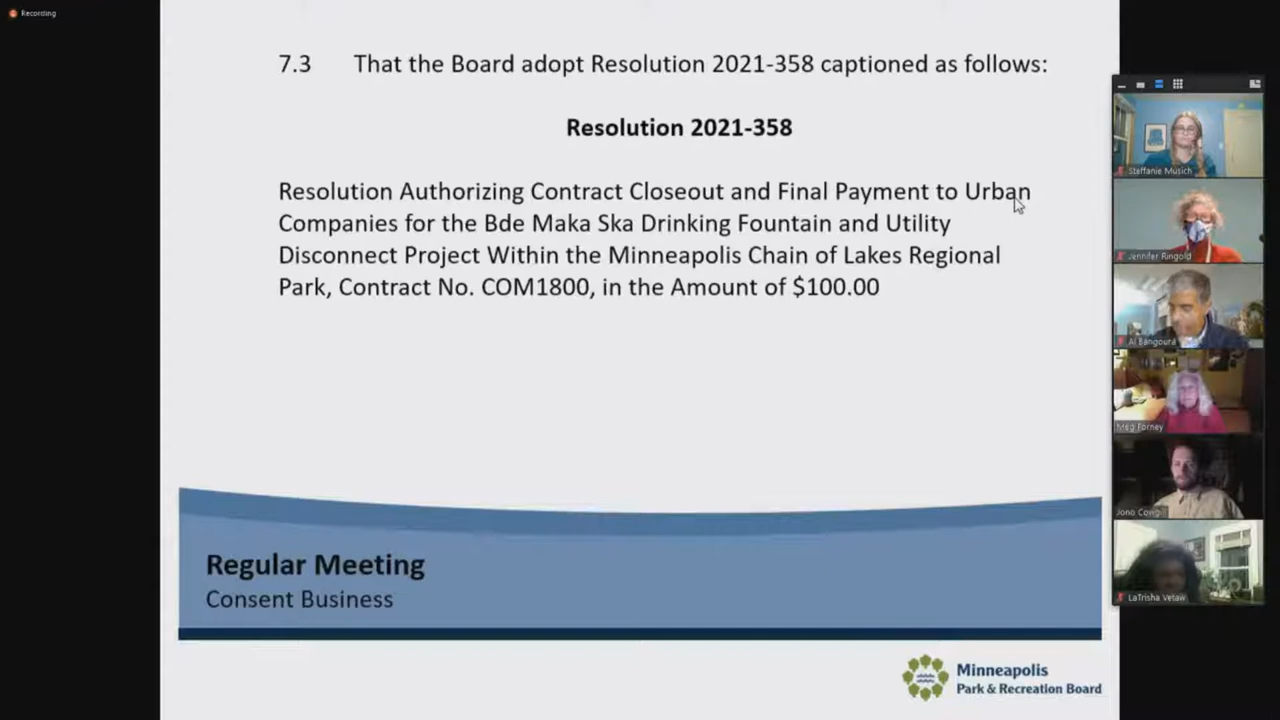 Recording
7.3 That the Board adopt Resolution 2021-358 captioned as follows:
Resolution 2021-358
Resolution Authorizing Contract Closeout and Final Payment to Urban
Companies for the Bde Maka Ska Drinking Fountain and Utility
Disconnect Project Within the Minneapolis Chain of Lakes Regional
Park, Contract No. COM1800, in the Amount of $100.00
Steffanie Musich
Jennifer Ringold
Al Bangoura
Meg Forney
Jono Cowg
LaTrisha Vetaw
Regular Meeting
Consent Business
Minneapolis
Park & Recreation Board